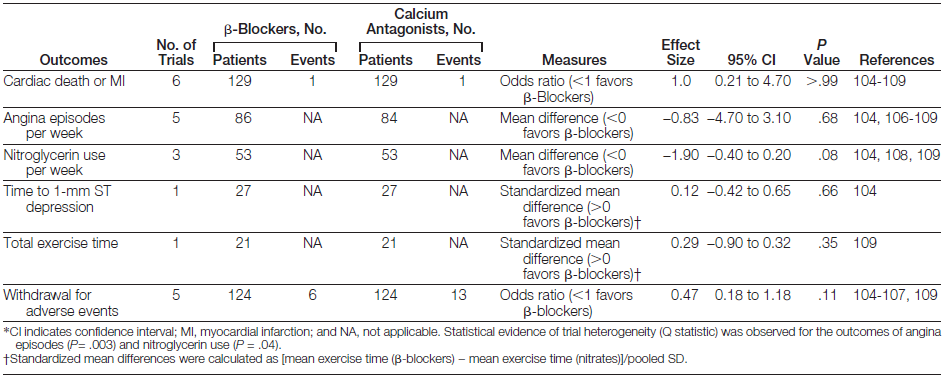 β-Blockers, No. Calcium Antagonists, No.
Outcomes No. of Trials Patients Events Patients Events Measures Effect Size 95% CI P Value References
Cardiac death or MI 6 129 1 129 1 Odds ratio (<1 favors β-Blockers) 1.0 0.21 to 4.70 >.99 104-109
Angina episodes per week 5 86 NA 84 NA Mean difference (<0 favors β-blockers) −0.83 −4.70 to 3.10 .68 104, 106-109
Nitroglycerin use per week 3 53 NA 53 NA Mean difference (<0 favors β-blockers) −1.90 −0.40 to 0.20 .08 104, 108, 109
Time to 1-mm ST depression 1 27 NA 27 NA Standardized mean difference (>0 favors β-blockers)† 0.12 −0.42 to 0.65 .66 104
Total exercise time 1 21 NA 21 NA Standardized mean difference (>0 favors β-blockers)† 0.29 −0.90 to 0.32 .35 109
Withdrawal for adverse events 5 124 6 124 13 Odds ratio (<1 favors β-blockers) 0.47 0.18 to 1.18 .11 104-107, 109
*CI indicates confidence interval; MI, myocardial infarction; and NA, not applicable. Statistical evidence of trial heterogeneity (Q statistic) was observed for the outcomes of angina
episodes (P= .003) and nitroglycerin use (P = .04).
†Standardized mean differences were calculated as [mean exercise time (β-blockers) − mean exercise time (nitrates)]/pooled SD.